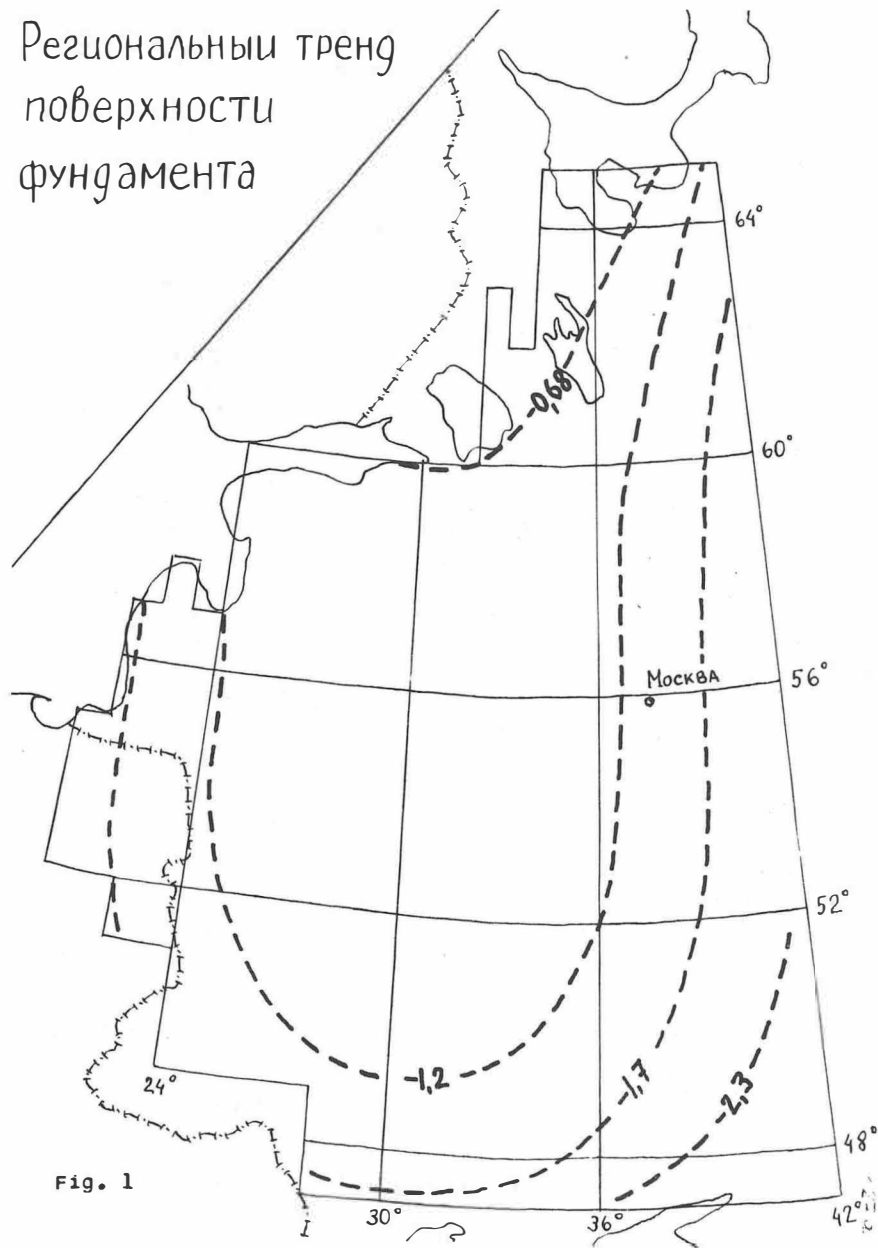 Региональный тренд
поверхности
фундамента
64°
-0,68
60°
Москва
56°
52°
-1,2
-1,7
-2,3
24°
48°
Fig. 1
30°
36°
42°